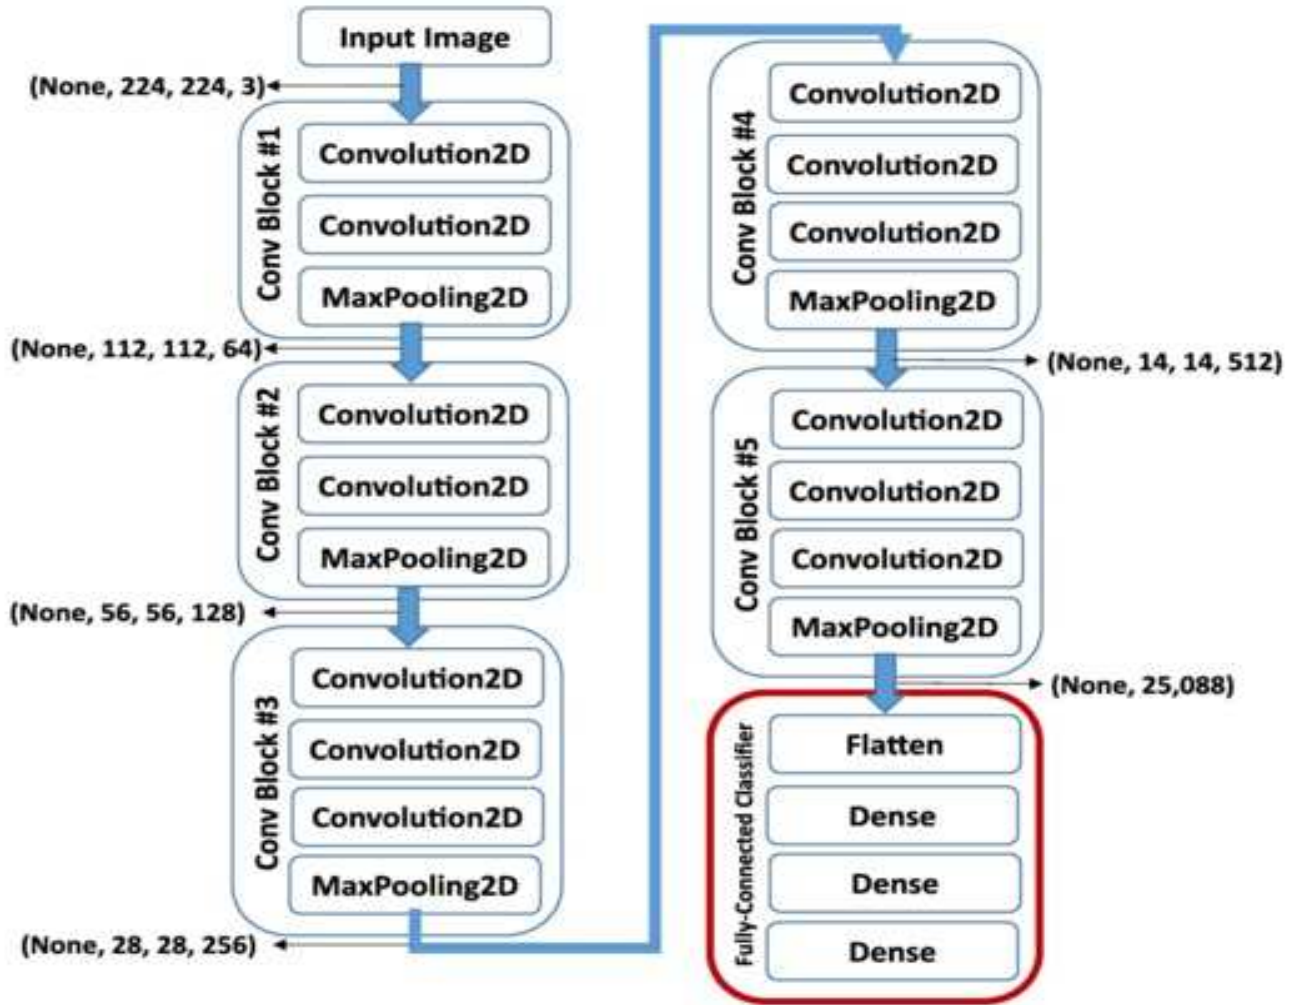 Input Image
(None, 224, 224, 3)
Conv Block #1
Convolution2D
Convolution2D
MaxPooling2D
(None, 112, 112, 64)
Conv Block #2
Convolution2D
Convolution2D
MaxPooling2D
(None, 56, 56, 128)
Conv Block #3
Convolution2D
Convolution2D
Convolution2D
MaxPooling2D
(None, 28, 28, 256)
Conv Block #4
Convolution2D
Convolution2D
Convolution2D
MaxPooling2D
(None, 14, 14, 512)
Conv Block #5
Convolution2D
Convolution2D
Convolution2D
MaxPooling2D
(None, 25,088)
Fully-Connected Classifier
Flatten
Dense
Dense
Dense